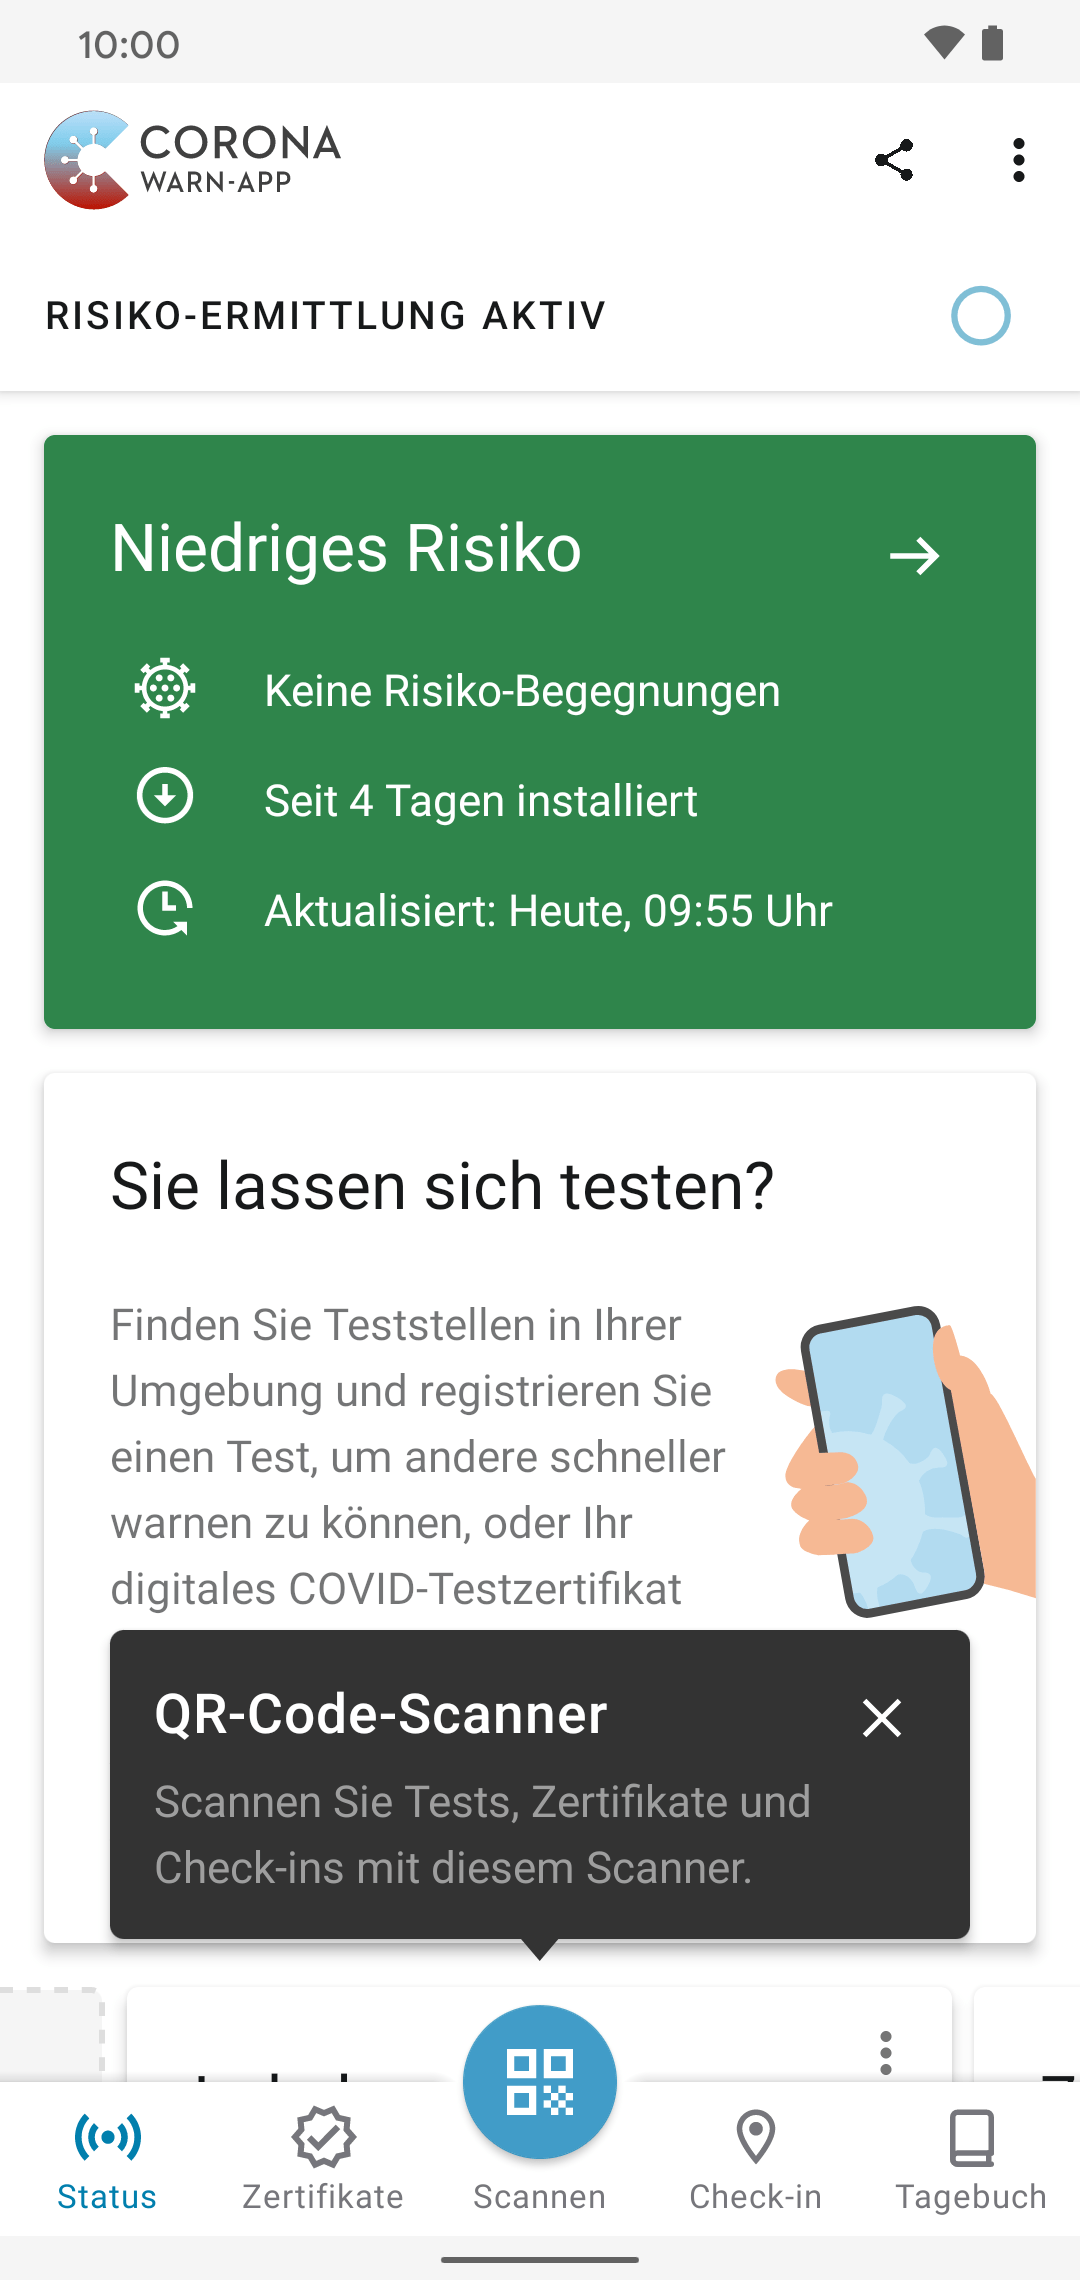 10:00
CORONA
WARN-APP
RISIKO-ERMITTLUNG AKTIV
Niedriges Risiko
Keine Risiko-Begegnungen
Seit 4 Tagen installiert
Aktualisiert: Heute, 09:55 Uhr
Sie lassen sich testen?
Finden Sie Teststellen in Ihrer
Umgebung und registrieren Sie
einen Test, um andere schneller
warnen zu können, oder Ihr
digitales COVID-Testzertifikat
QR-Code-Scanner
Scannen Sie Tests, Zertifikate und
Check-ins mit diesem Scanner.
Status
Zertifikate
Scannen
Check-in
Tagebuch